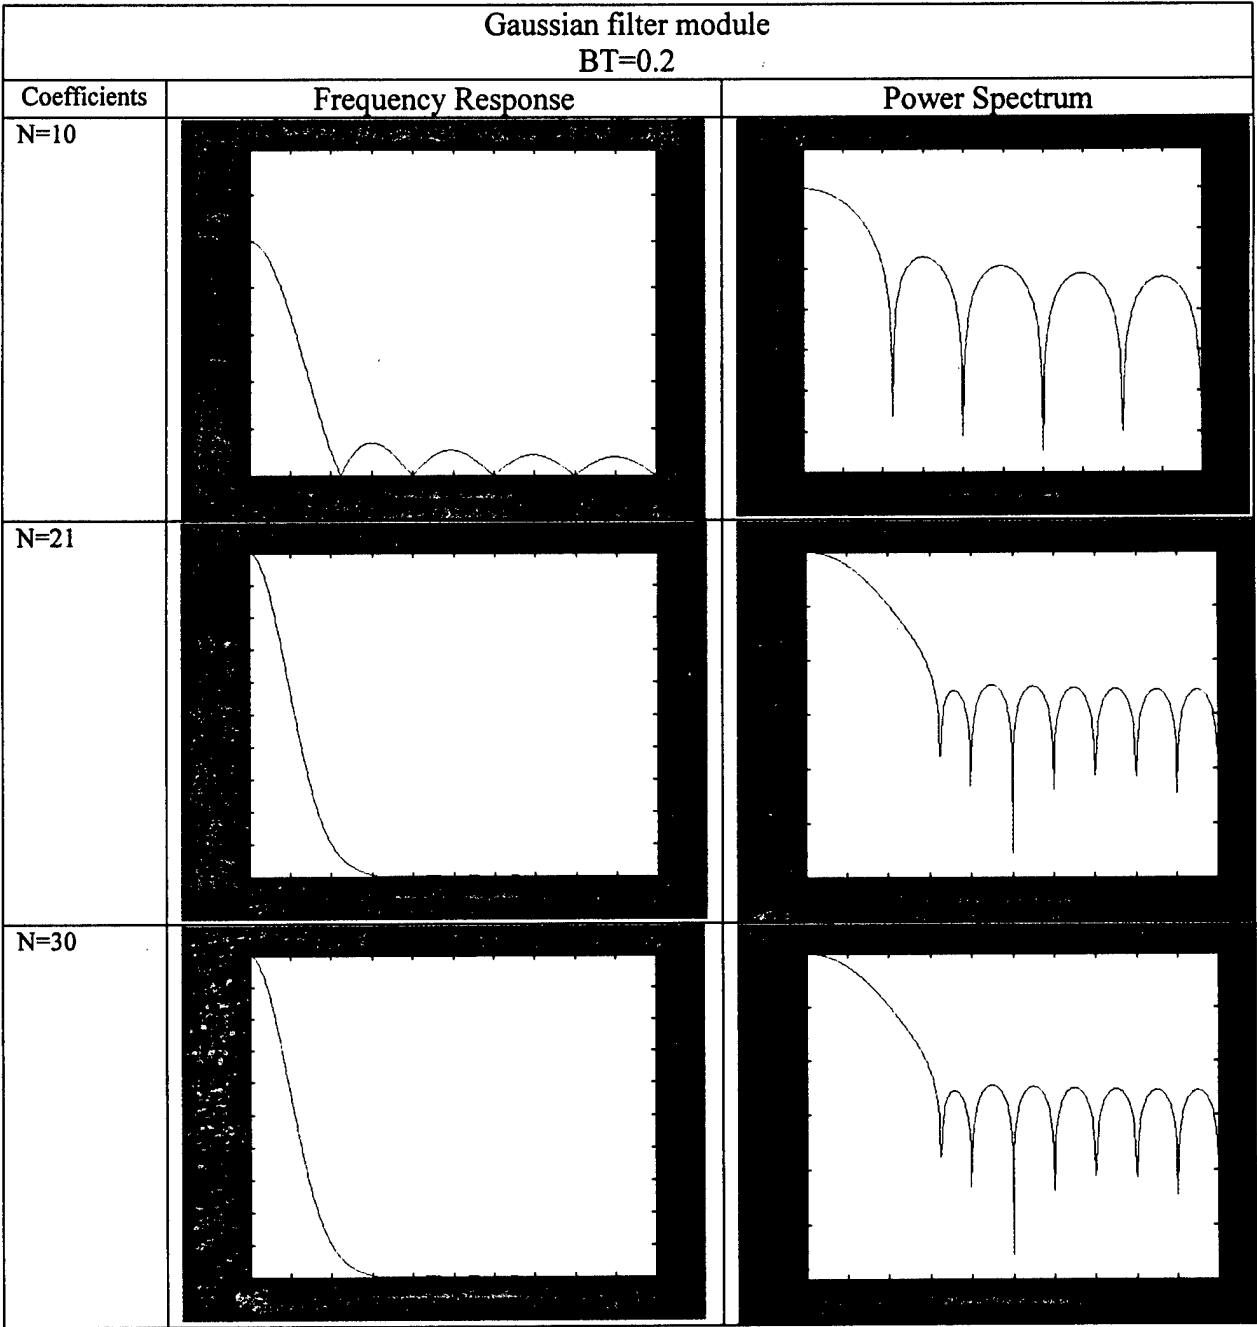 Gaussian filter module
BT=0.2
Coefficients
Frequency Response
Power Spectrum
N=10
N=21
N=30